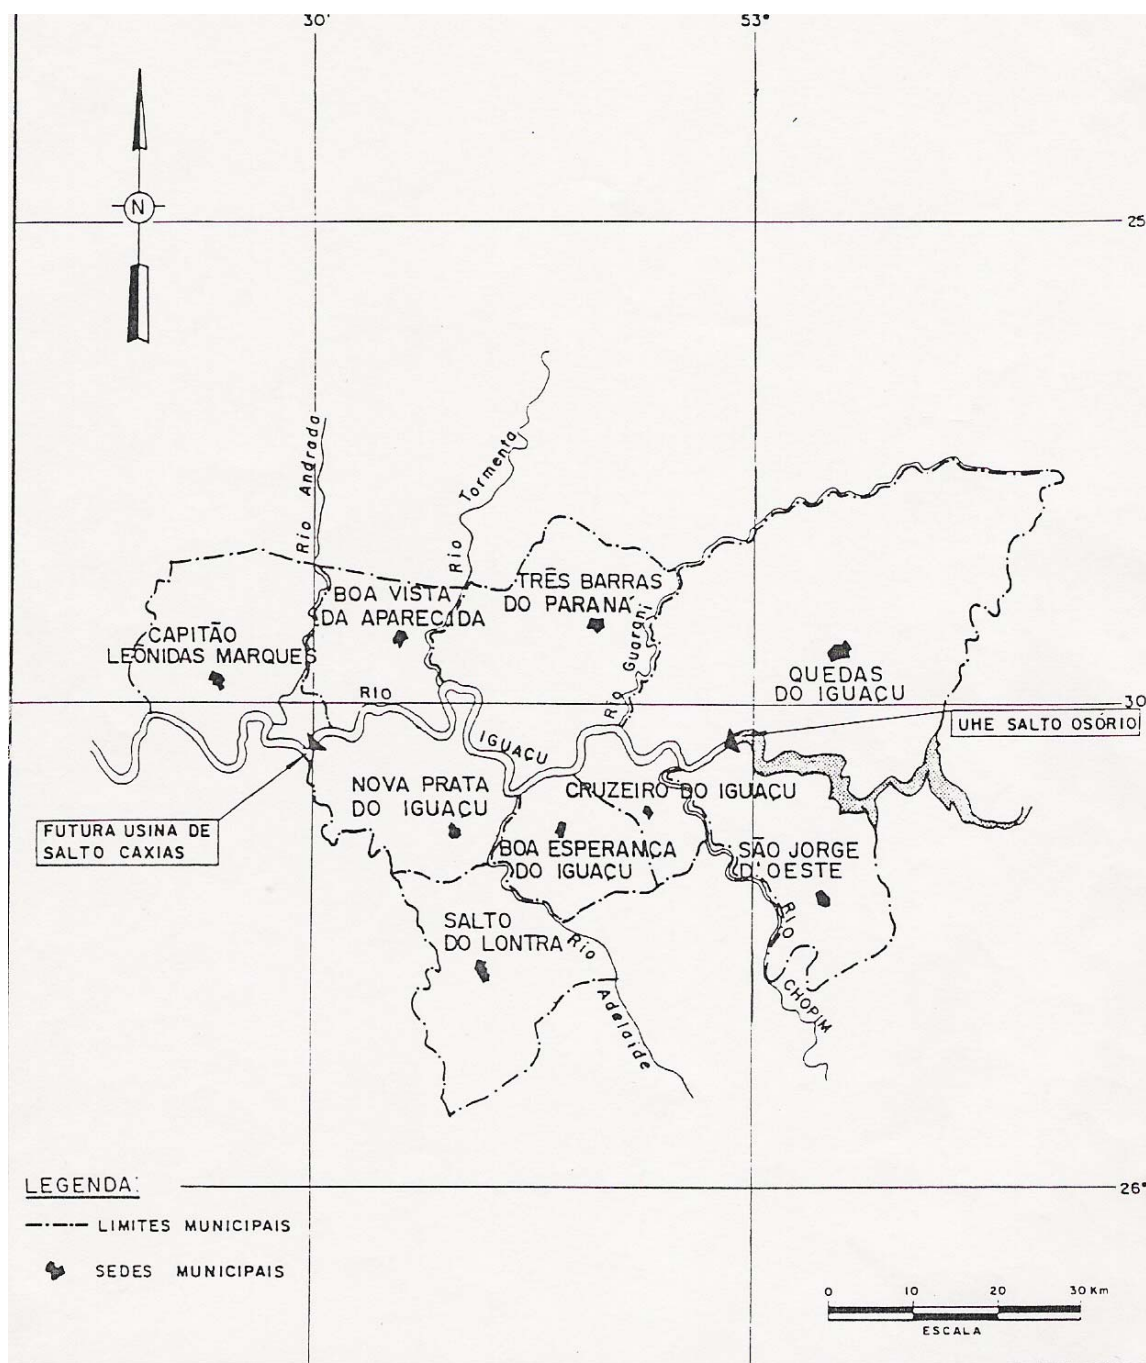 30'
53°
N
25
Rio Andrada
Rio Tormenta
BOA VISTA
DA APARECIDA
TRÊS BARRAS
DO PARANÁ
Rio Guarani
CAPITÃO
LEÔNIDAS MARQUES
QUEDAS
DO IGUAÇU
30
RIO IGUAÇU
UHE SALTO OSÓRIO
NOVA PRATA
DO IGUAÇU
CRUZEIRO DO IGUAÇU
FUTURA USINA DE
SALTO CAXIAS
BOA ESPERANÇA
DO IGUAÇU
SÃO JORGE
D'OESTE
SALTO
DO LONTRA
Rio Adelaide
RIO CHOPIM
LEGENDA:
26°
LIMITES MUNICIPAIS
SEDES MUNICIPAIS
0 10 20 30 Km
ESCALA